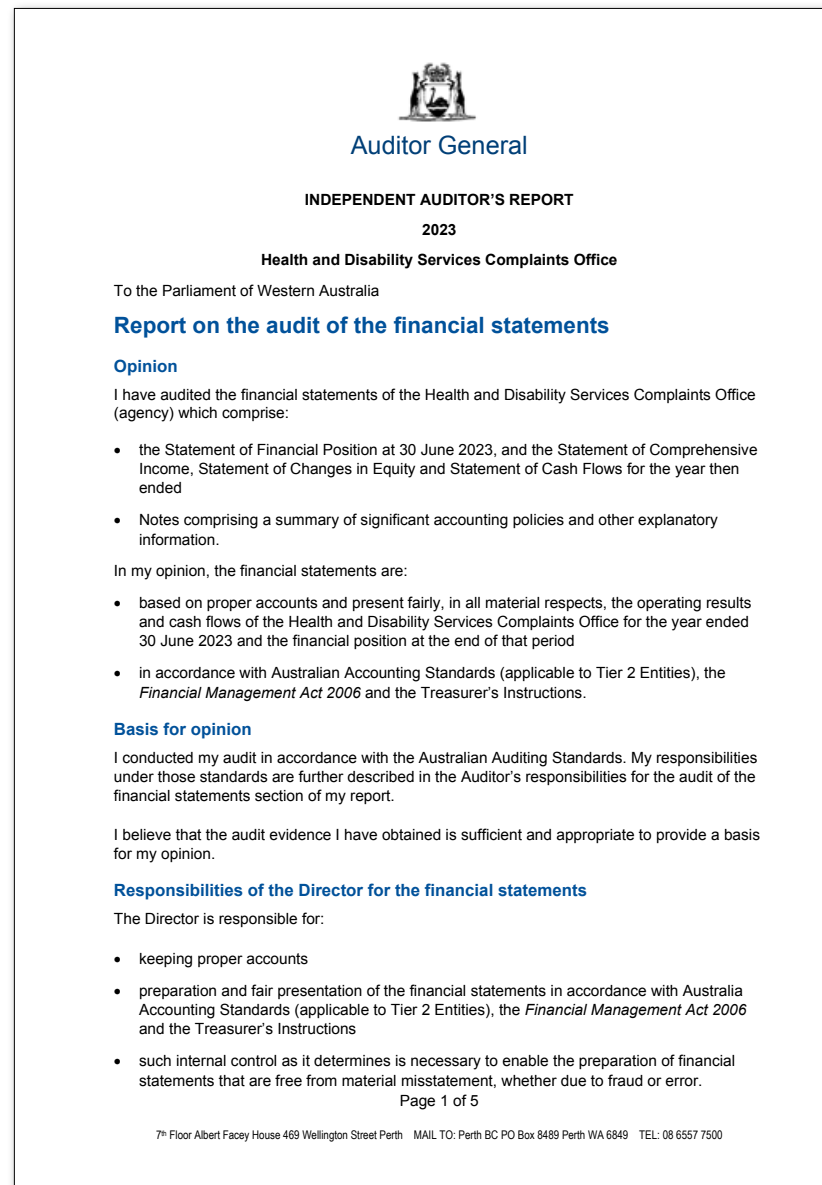 Auditor General
INDEPENDENT AUDITOR'S REPORT
2023
Health and Disability Services Complaints Office
To the Parliament of Western Australia
Report on the audit of the financial statements
Opinion
I have audited the financial statements of the Health and Disability Services Complaints Office
(agency) which comprise:
• the Statement of Financial Position at 30 June 2023, and the Statement of Comprehensive
Income, Statement of Changes in Equity and Statement of Cash Flows for the year then
ended
• Notes comprising a summary of significant accounting policies and other explanatory
information.
In my opinion, the financial statements are:
• based on proper accounts and present fairly, in all material respects, the operating results
and cash flows of the Health and Disability Services Complaints Office for the year ended
30 June 2023 and the financial position at the end of that period
• in accordance with Australian Accounting Standards (applicable to Tier 2 Entities), the
Financial Management Act 2006 and the Treasurer's Instructions.
Basis for opinion
I conducted my audit in accordance with the Australian Auditing Standards. My responsibilities
under those standards are further described in the Auditor's responsibilities for the audit of the
financial statements section of my report.
I believe that the audit evidence I have obtained is sufficient and appropriate to provide a basis
for my opinion.
Responsibilities of the Director for the financial statements
The Director is responsible for:
• keeping proper accounts
• preparation and fair presentation of the financial statements in accordance with Australia
Accounting Standards (applicable to Tier 2 Entities), the Financial Management Act 2006
and the Treasurer's Instructions
• such internal control as it determines is necessary to enable the preparation of financial
statements that are free from material misstatement, whether due to fraud or error.
Page 1 of 5
7th Floor Albert Facey House 469 Wellington Street Perth MAIL TO: Perth BC PO Box 8489 Perth WA 6849 TEL: 08 6557 7500